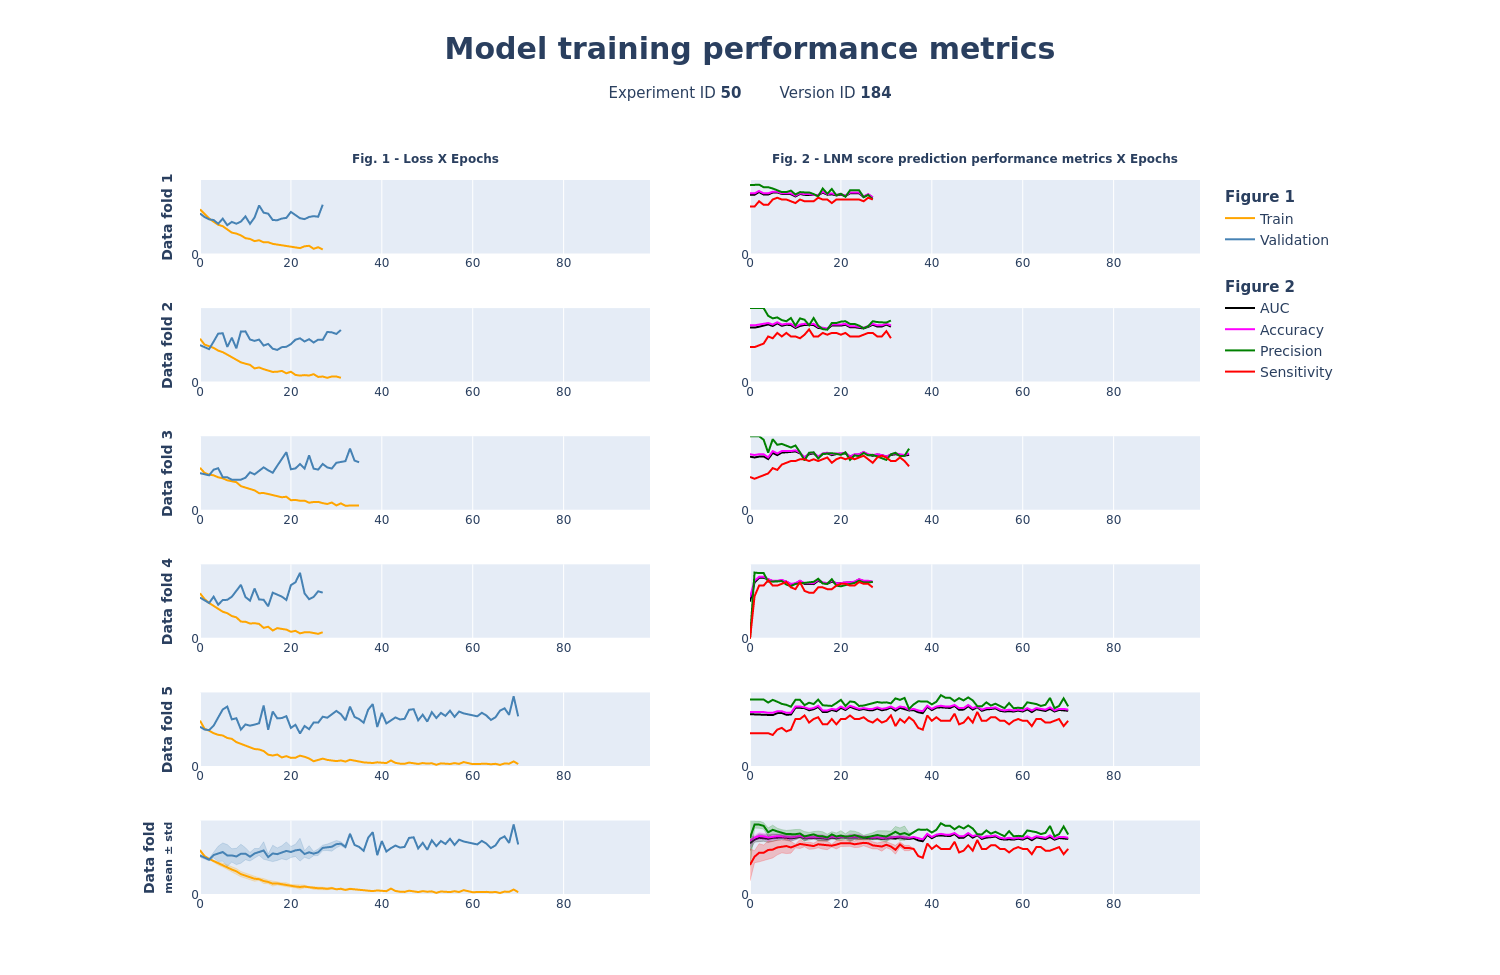 Model training performance metrics
Experiment ID 50 Version ID 184
Fig. 1 - Loss X Epochs
Fig. 2 - LNM score prediction performance metrics X Epochs
Data fold 1
0
0 20 40 60 80
0
0 20 40 60 80
Data fold 2
0
0 20 40 60 80
0
0 20 40 60 80
Data fold 3
0
0 20 40 60 80
0
0 20 40 60 80
Data fold 4
0
0 20 40 60 80
0
0 20 40 60 80
Data fold 5
0
0 20 40 60 80
0
0 20 40 60 80
Data fold
mean ± std
0
0 20 40 60 80
0
0 20 40 60 80
Figure 1
Train
Validation
Figure 2
AUC
Accuracy
Precision
Sensitivity